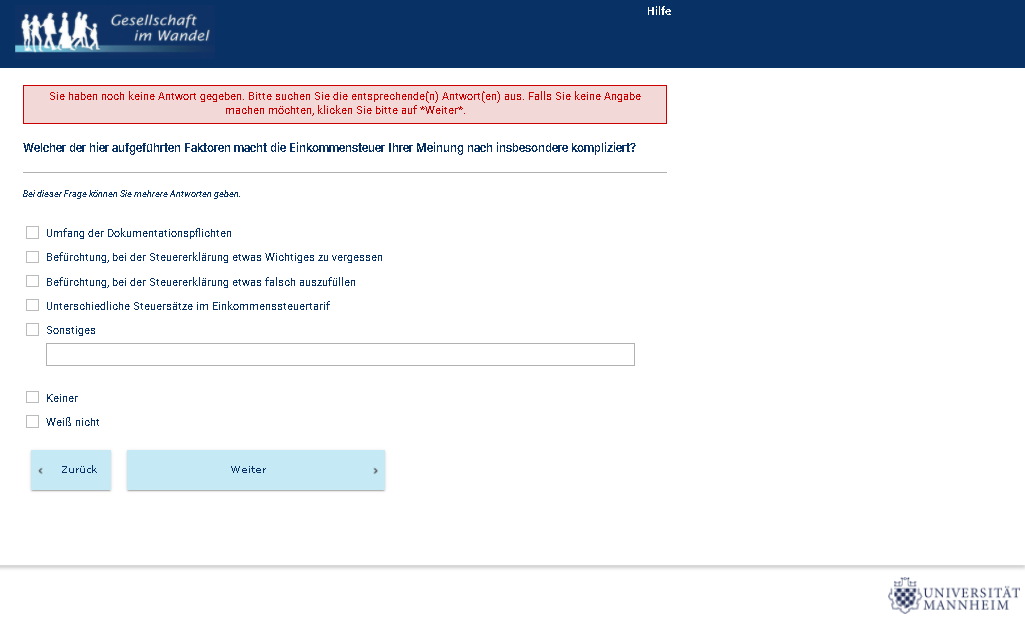 Gesellschaft
im Wandel
Hilfe
Sie haben noch keine Antwort gegeben. Bitte suchen Sie die entsprechende(n) Antwort(en) aus. Falls Sie keine Angabe
machen möchten, klicken Sie bitte auf *Weiter*.
Welcher der hier aufgeführten Faktoren macht die Einkommensteuer Ihrer Meinung nach insbesondere kompliziert?
Bei dieser Frage können Sie mehrere Antworten geben.
Umfang der Dokumentationspflichten
Befürchtung, bei der Steuererklärung etwas Wichtiges zu vergessen
Befürchtung, bei der Steuererklärung etwas falsch auszufüllen
Unterschiedliche Steuersätze im Einkommenssteuertarif
Sonstiges
Keiner
Weiß nicht
‹ Zurück
Weiter ›
UNIVERSITÄT
MANNHEIM